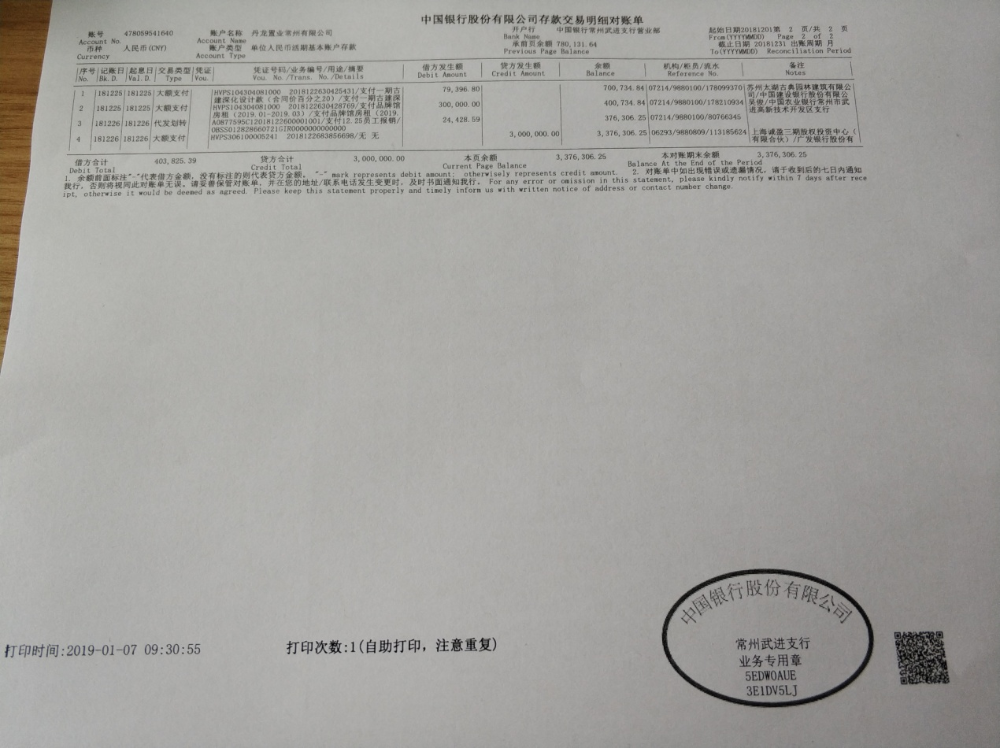 中国银行股份有限公司存款交易明细对账单
账号 478059541640 账户名称 丹龙置业常州有限公司 开户行 中国银行常州武进支行营业部 起始日期20181201第 2 页/共 2 页
Account No. Account Name Bank Name From(YYYYMMDD) Page 2 of 2
币种 人民币(CNY) 账户类型 单位人民币活期基本账户存款 承前页余额 780,131.64 截止日期 20181231 出账周期 月
Currency Account Type Previous Page Balance To(YYYYMMDD) Reconciliation Period
序号 记账日 起息日 交易类型 凭证 凭证号码/业务编号/用途/摘要 借方发生额 贷方发生额 余额 机构/柜员/流水 备注
No. Bk. D. Val. D. Type Vou. Vou. No./Trans. No./Details Debit Amount Credit Amount Balance Reference No. Notes
1 181225 181225 大额支付 HVPS104304081000 2018122630425431/支付一期古 79,396.80 700,734.84 07214/9880100/178099370 苏州太湖古典园林建筑有限公
建深化设计款（合同价百分之20）/支付一期古建深 司/中国建设银行股份有限公
2 181225 181225 大额支付 HVPS104304081000 2018122630428769/支付品牌馆 300,000.00 400,734.84 07214/9880100/178210934 吴俊/中国农业银行常州市武
房租（2019.01-2019.03）/支付品牌馆房租（2019. 进高新技术开发区支行
3 181226 181226 代发划转 A0877595C12018122600001001/支付12.25员工报销/ 24,428.59 376,306.25 07214/9880100/80766345
OBSS012828660721GIR0000000000000
4 181226 181226 大额支付 HVPS306100005241 2018122683856698/无 无 3,000,000.00 3,376,306.25 06293/9880809/113185624 上海诚盈三期股权投资中心（
有限合伙）/广发银行股份有
借方合计 403,825.39 贷方合计 3,000,000.00 本页余额 3,376,306.25 本对账期末余额 3,376,306.25
Debit Total Credit Total Current Page Balance Balance At the End of the Period
1. 余额前面标注"-"代表借方金额，没有标注的则代表贷方金额。 "-" mark represents debit amount; otherwisely represents credit amount. 2. 对账单中如出现错误或遗漏情况，请于收到后的七日内通知
我行，否则将视同此对账单无误。请妥善保管对账单，并在您的地址/联系电话发生变更时，及时书面通知我行。 For any error or omission in this statement, please kindly notify within 7 days after rece
ipt, otherwise it would be deemed as agreed. Please keep this statement properly and timely inform us with written notice of address or contact number change.
打印时间:2019-01-07 09:30:55 打印次数:1(自助打印，注意重复)
中国银行股份有限公司
常州武进支行
业务专用章
5EDWOAUE
3E1DV5LJ